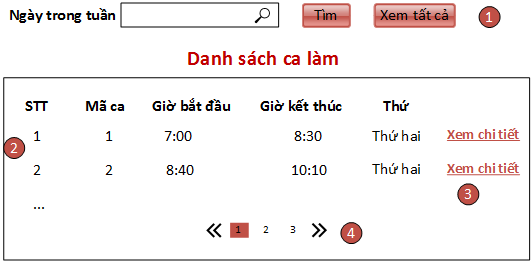 Ngày trong tuần Tìm Xem tất cả 1
Danh sách ca làm
STT Mã ca Giờ bắt đầu Giờ kết thúc Thứ
1 1 7:00 8:30 Thứ hai Xem chi tiết
2
2 2 8:40 10:10 Thứ hai Xem chi tiết
3
...
1 2 3 4